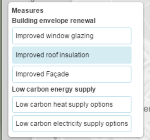 Measures
Building envelope renewal
Improved window glazing
Improved roof insulation
Improved Façade
Low carbon energy supply
Low carbon heat supply options
Low carbon electricity supply options